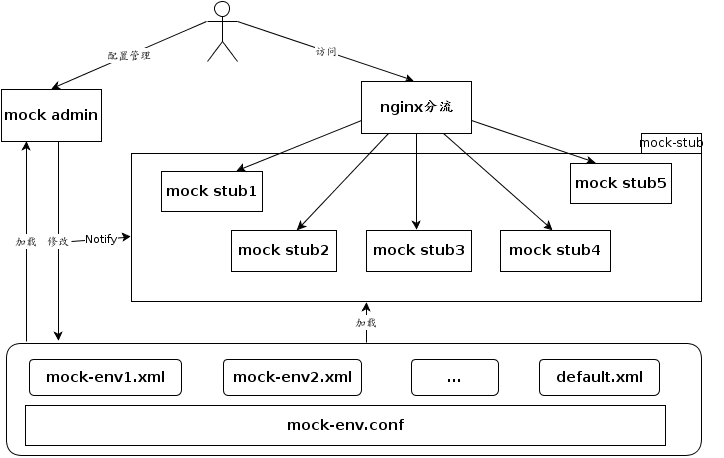 配置管理
访问
mock admin
nginx分流
mock-stub
mock stub1
mock stub5
加载
修改
Notify
mock stub2
mock stub3
mock stub4
加载
mock-env1.xml
mock-env2.xml
...
default.xml
mock-env.conf